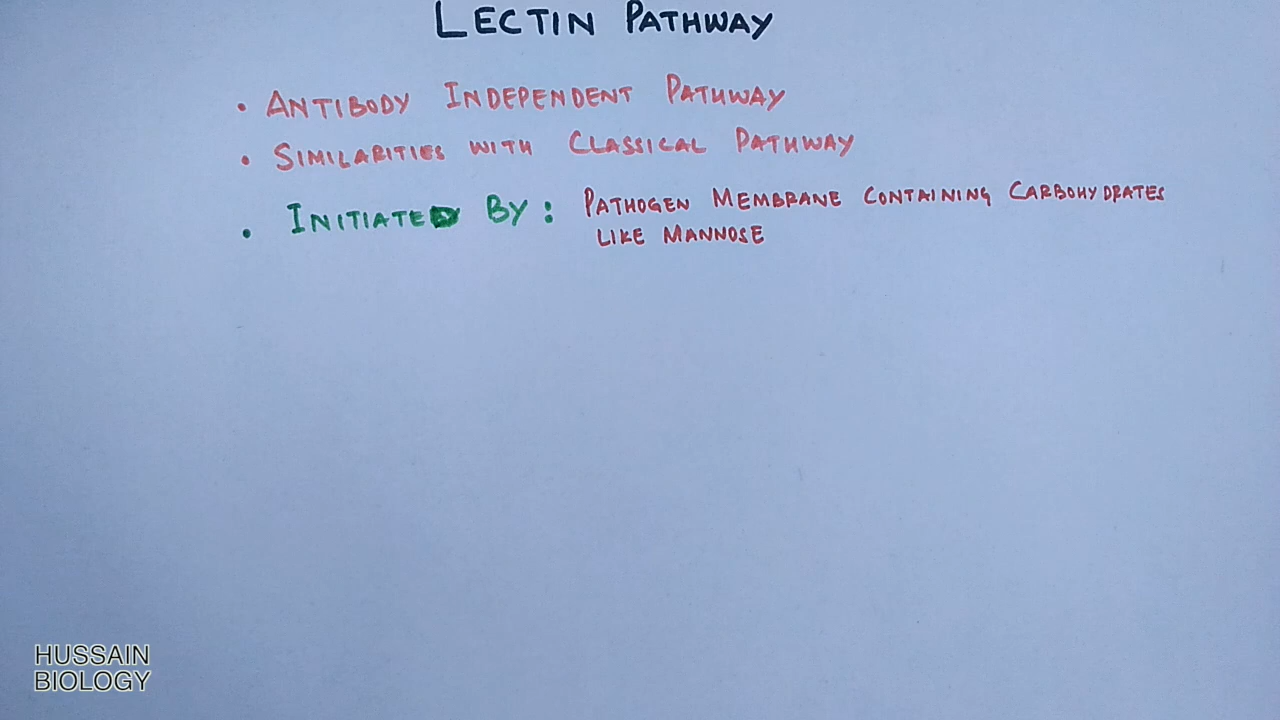 LECTIN PATHWAY
• ANTIBODY INDEPENDENT PATHWAY
• SIMILARITIES WITH CLASSICAL PATHWAY
• INITIATED BY : PATHOGEN MEMBRANE CONTAINING CARBOHYDRATES
LIKE MANNOSE
HUSSAIN
BIOLOGY